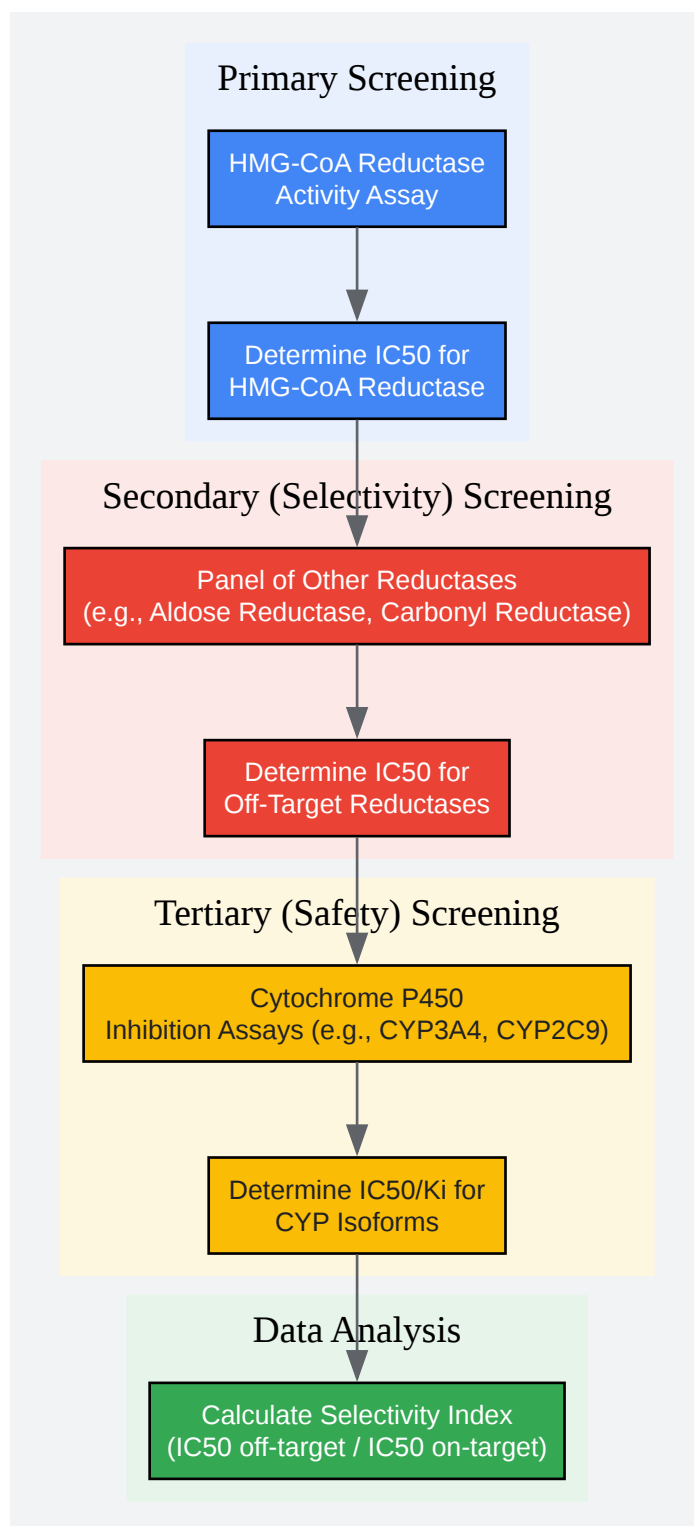 Primary Screening
HMG-CoA Reductase
Activity Assay
Determine IC50 for
HMG-CoA Reductase
Secondary (Selectivity) Screening
Panel of Other Reductases
(e.g., Aldose Reductase, Carbonyl Reductase)
Determine IC50 for
Off-Target Reductases
Tertiary (Safety) Screening
Cytochrome P450
Inhibition Assays (e.g., CYP3A4, CYP2C9)
Determine IC50/Ki for
CYP Isoforms
Data Analysis
Calculate Selectivity Index
(IC50 off-target / IC50 on-target)